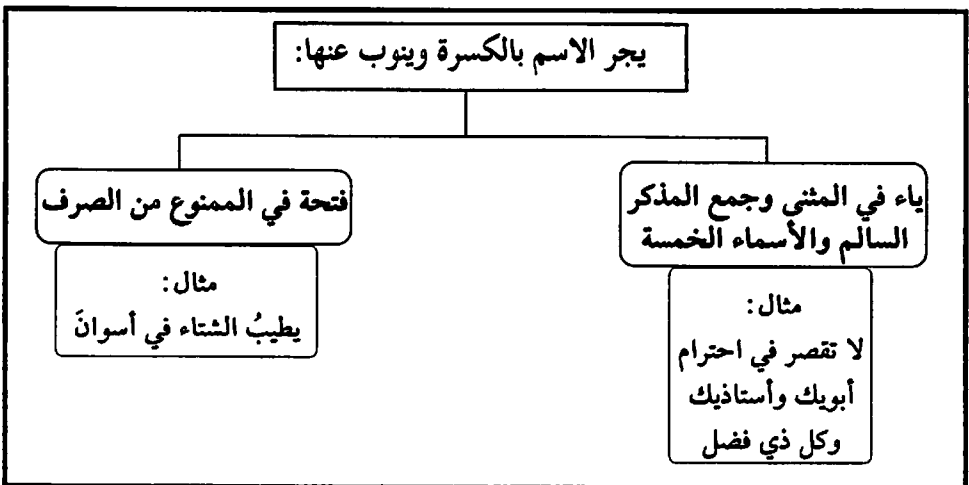 يجر الاسم بالكسرة وينوب عنها:
ياء في المثنى وجمع المذكر
السالم والأسماء الخمسة
مثال:
لا تقصر في احترام
أبويك وأستاذيك
وكل ذي فضل
فتحة في الممنوع من الصرف
مثال:
يطيبُ الشتاء في أسوانَ